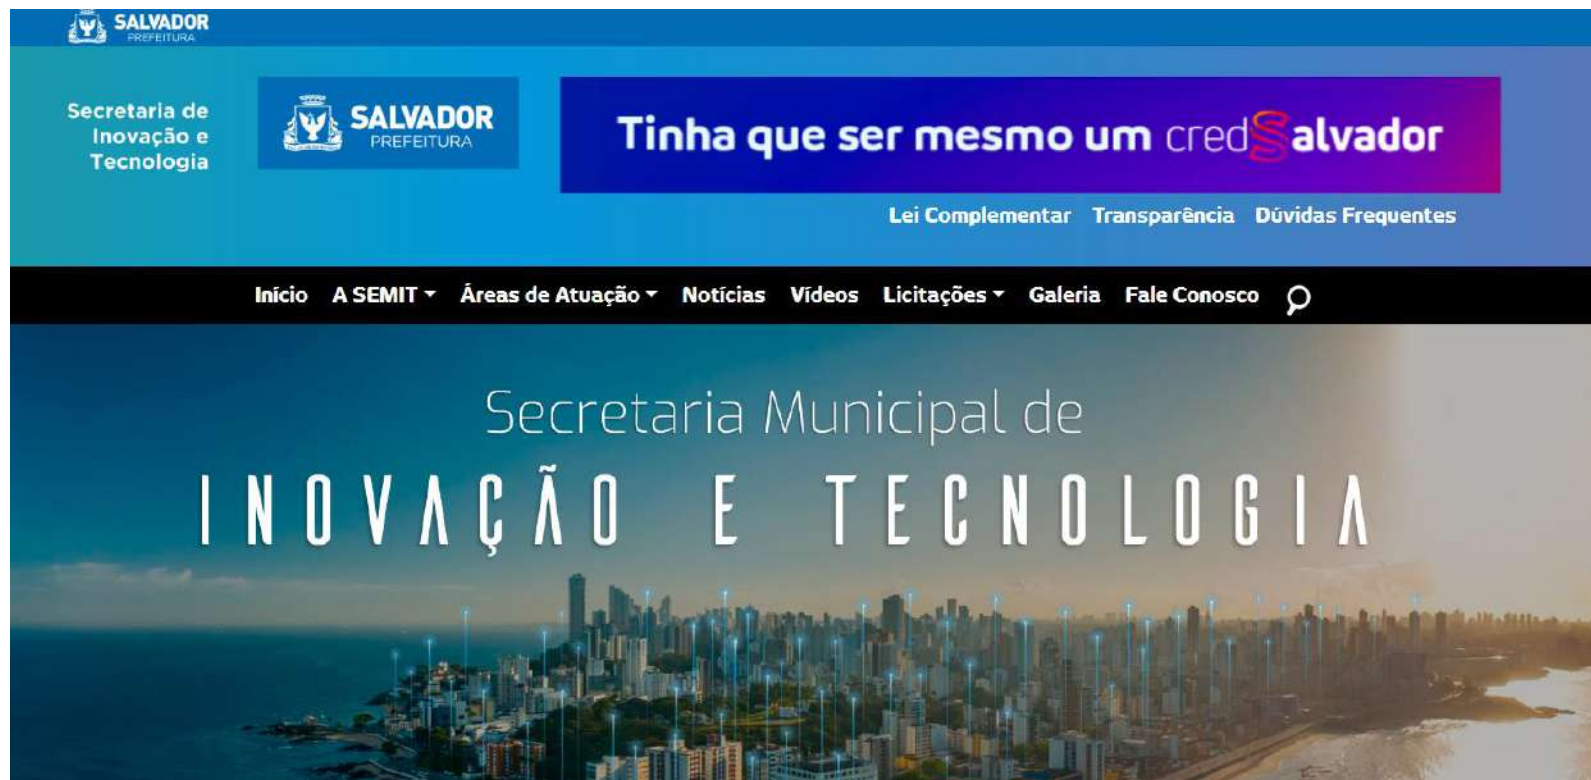 SALVADOR
PREFEITURA
Secretaria de
Inovação e
Tecnologia
SALVADOR
PREFEITURA
Tinha que ser mesmo um credSalvador
Lei Complementar Transparência Dúvidas Frequentes
Início A SEMIT Áreas de Atuação Notícias Vídeos Licitações Galeria Fale Conosco
Secretaria Municipal de
INOVAÇÃO E TECNOLOGIA